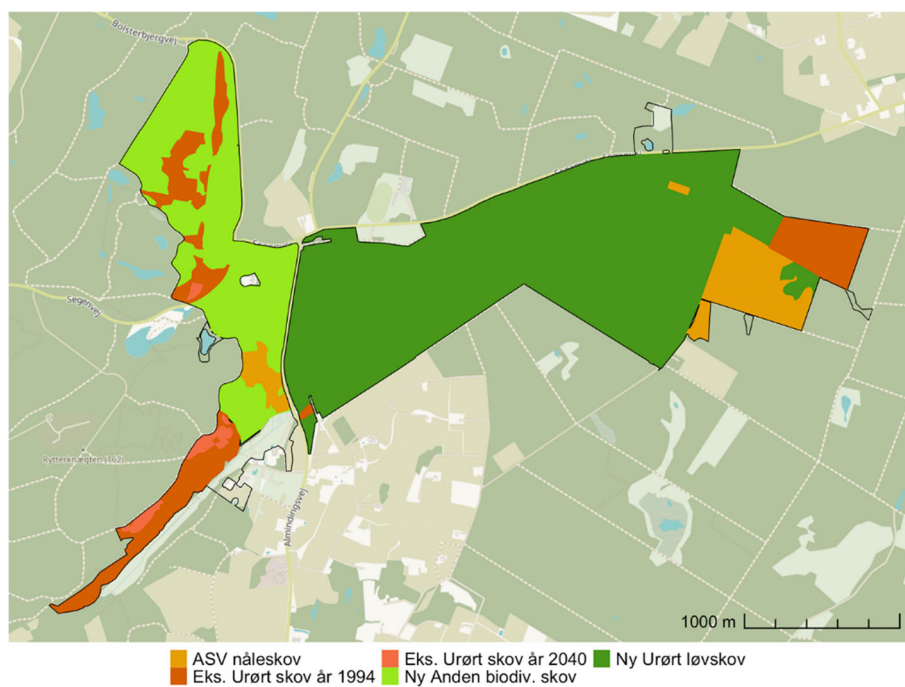 Bolsterbjergvej
Segenvej
Rytterknægten (162)
Almindingsvej
1000 m
ASV nåleskov
Eks. Urørt skov år 2040
Ny Urørt løvskov
Eks. Urørt skov år 1994
Ny Anden biodiv. skov